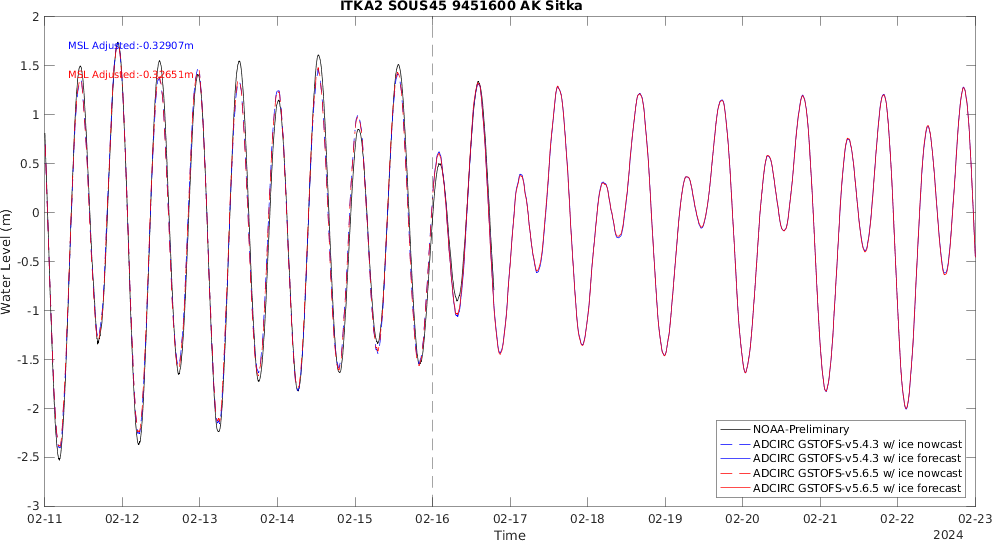 ITKA2 SOUS45 9451600 AK Sitka
MSL Adjusted:-0.32907m
MSL Adjusted:-0.32651m
Water Level (m)
2
1.5
1
0.5
0
-0.5
-1
-1.5
-2
-2.5
-3
NOAA-Preliminary
ADCIRC GSTOFS-v5.4.3 w/ ice nowcast
ADCIRC GSTOFS-v5.4.3 w/ ice forecast
ADCIRC GSTOFS-v5.6.5 w/ ice nowcast
ADCIRC GSTOFS-v5.6.5 w/ ice forecast
02-11 02-12 02-13 02-14 02-15 02-16 02-17 02-18 02-19 02-20 02-21 02-22 02-23
Time
2024